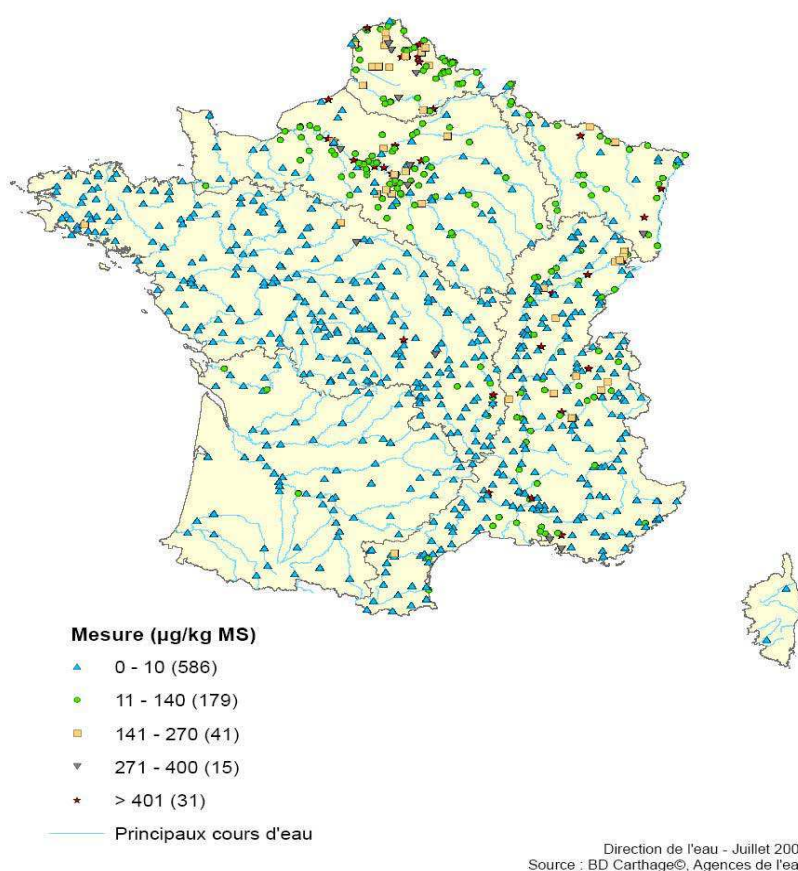 Mesure (µg/kg MS)
0 - 10 (586)
11 - 140 (179)
141 - 270 (41)
271 - 400 (15)
> 401 (31)
Principaux cours d'eau
Direction de l'eau - Juillet 200
Source : BD Carthage©, Agences de l'ea